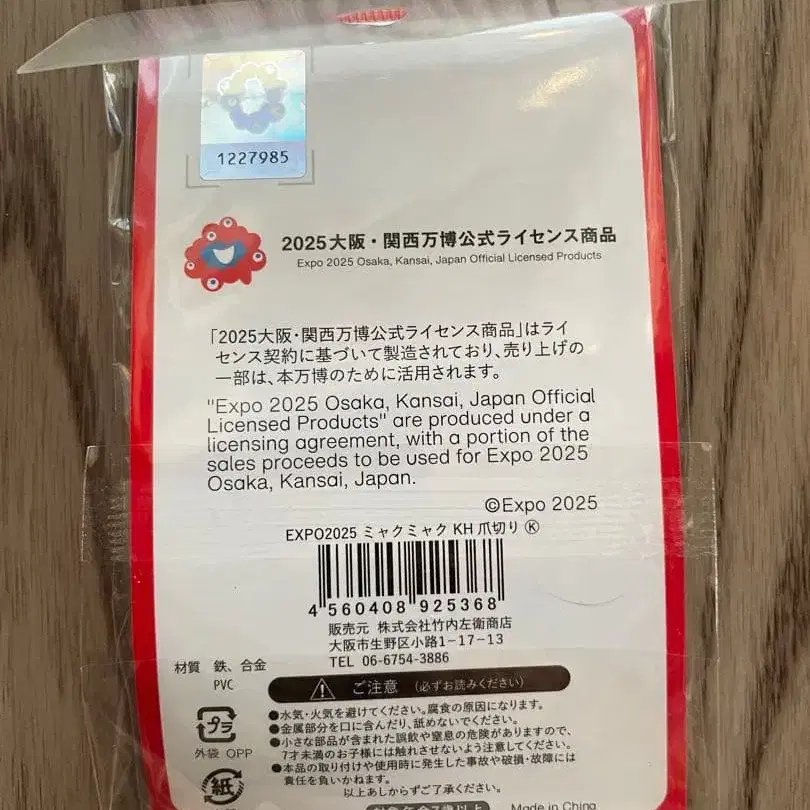 1227985
2025大阪・関西万博公式ライセンス商品
Expo 2025 Osaka, Kansai, Japan Official Licensed Products
「2025大阪・関西万博公式ライセンス商品」はライ
センス契約に基づいて製造されており、売り上げの
一部は、本万博のために活用されます。
"Expo 2025 Osaka, Kansai, Japan Official
Licensed Products" are produced under a
licensing agreement, with a portion of the
sales proceeds to be used for Expo 2025
Osaka, Kansai, Japan.
©Expo 2025
EXPO2025 ミャクミャク KH 爪切り Ⓚ
4 560408 925368
販売元 株式会社竹内左衛商店
大阪市生野区小路1-17-13
TEL 06-6754-3886
材質 鉄、合金
PVC
ご注意 (必ずお読みください)
●水気・火気を避けてください。腐食の原因になります。
●金属部分を口に含んだり、舐めないでください。
●小さな部品が含まれた誤飲や窒息の危険がありますので、
7才未満のお子様には触れさせないよう注意してください。
●本品の取り付けや使用時に発生した事故や破損・故障には
責任を負いかねます。
以上あしからずご了承ください。
プラ
外袋 OPP
紙
対象年令7歳以上
Made in China